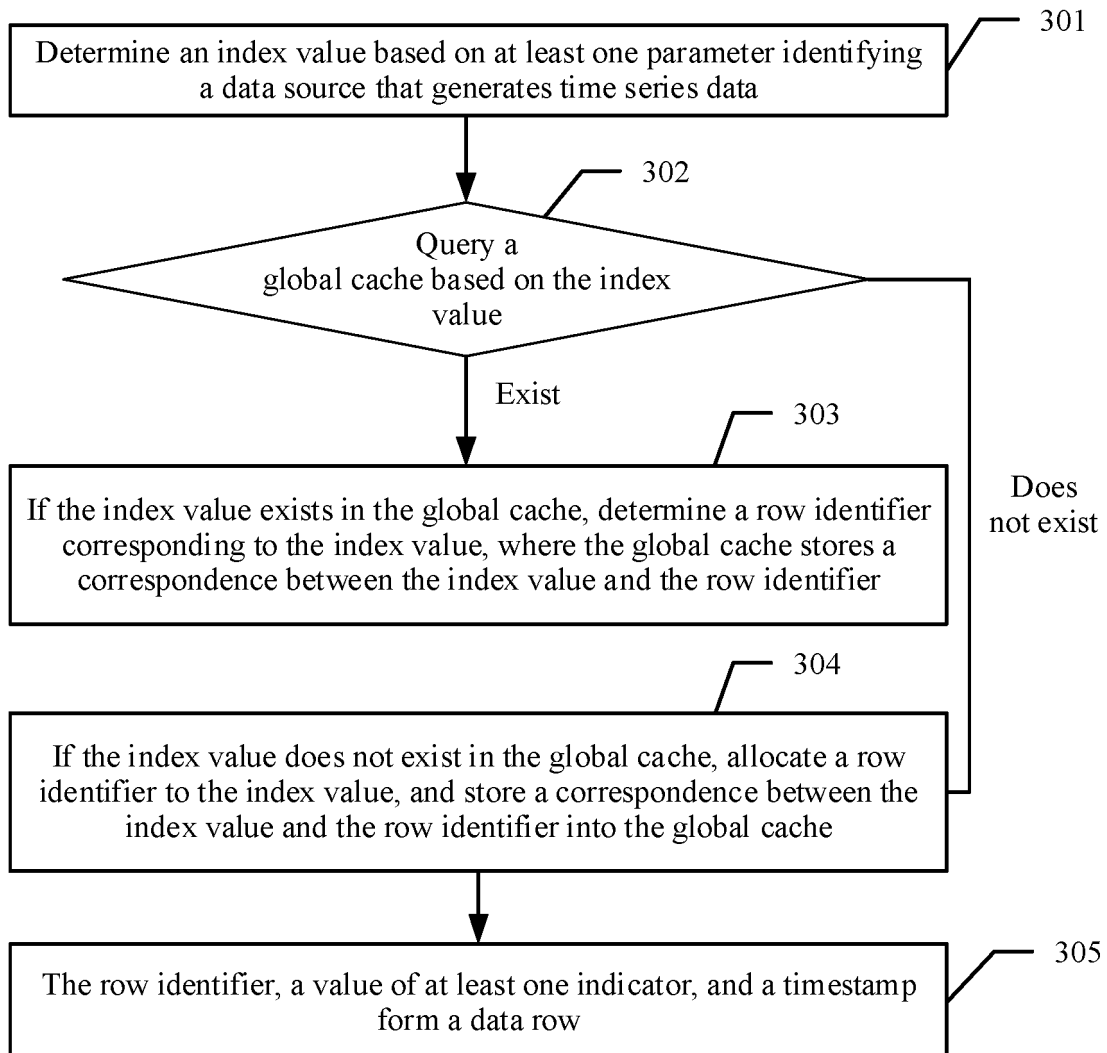 301
Determine an index value based on at least one parameter identifying
a data source that generates time series data
302
Query a
global cache based on the index
value
Exist
303
Does
not exist
If the index value exists in the global cache, determine a row identifier
corresponding to the index value, where the global cache stores a
correspondence between the index value and the row identifier
304
If the index value does not exist in the global cache, allocate a row
identifier to the index value, and store a correspondence between the
index value and the row identifier into the global cache
305
The row identifier, a value of at least one indicator, and a timestamp
form a data row